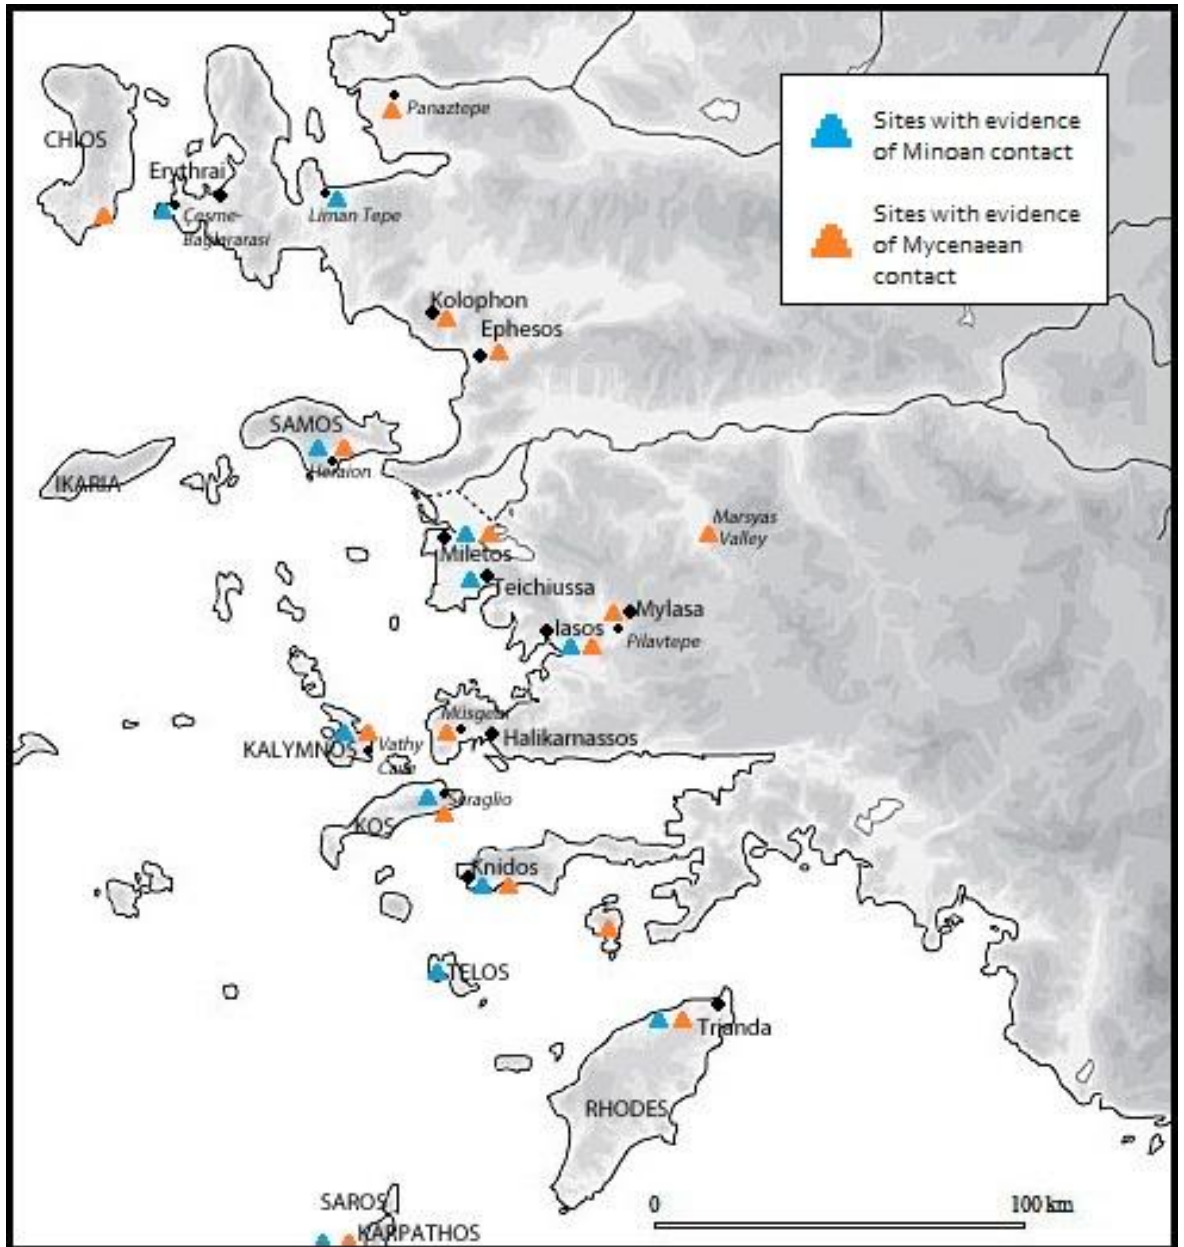 Panaztepe
Sites with evidence
of Minoan contact
CHIOS
Erythrai
Cesme-
Baglararasi
Liman Tepe
Sites with evidence
of Mycenaean
contact
Kolophon
Ephesos
SAMOS
Heraion
IKARIA
Marsyas
Valley
Miletos
Teichiussa
Mylasa
Iasos
Pilavtepe
Müsgebi
Halikarnassos
KALYMNOS
Vathy
Cave
Seraglio
KOS
Knidos
TELOS
Trianda
RHODES
SAROS
KARPATHOS
0
100 km